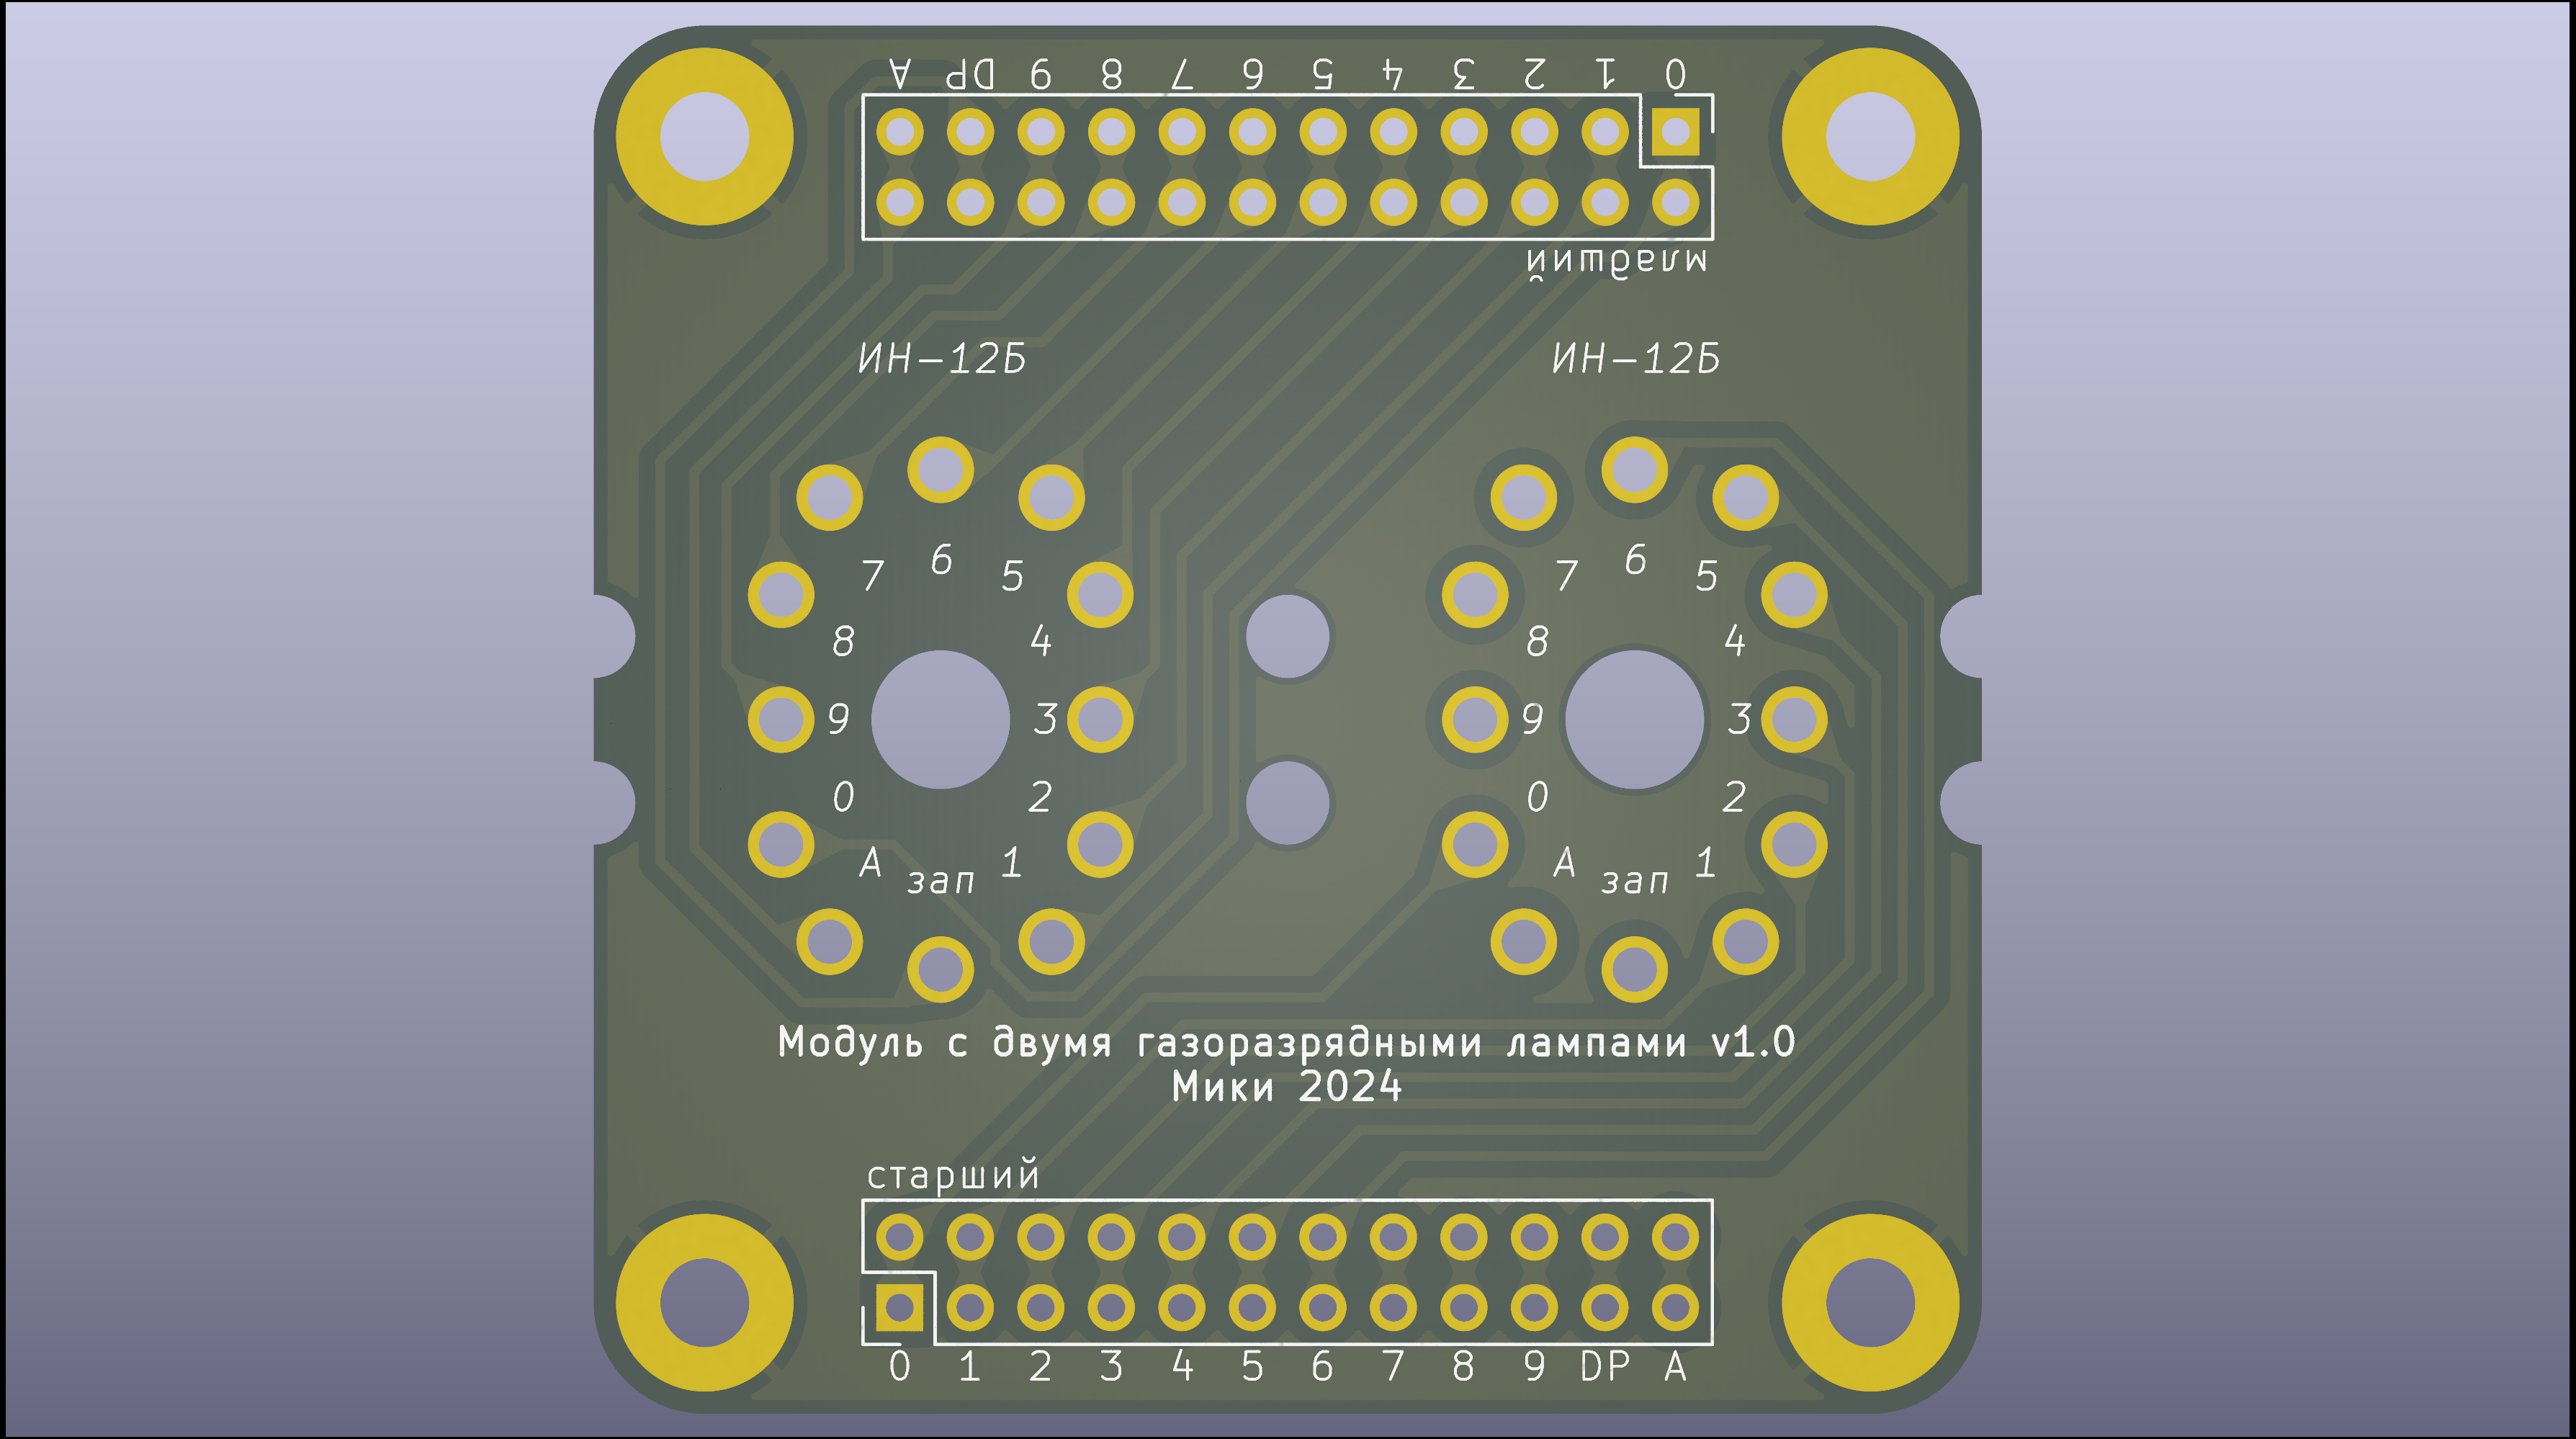 A DP 9 8 7 6 5 4 3 2 1 0
младший
ИН-12Б
ИН-12Б
6
7 5
8 4
9 3
0 2
A 1
зап
6
7 5
8 4
9 3
0 2
A 1
зап
Модуль с двумя газоразрядными лампами v1.0
Мики 2024
старший
0 1 2 3 4 5 6 7 8 9 DP A